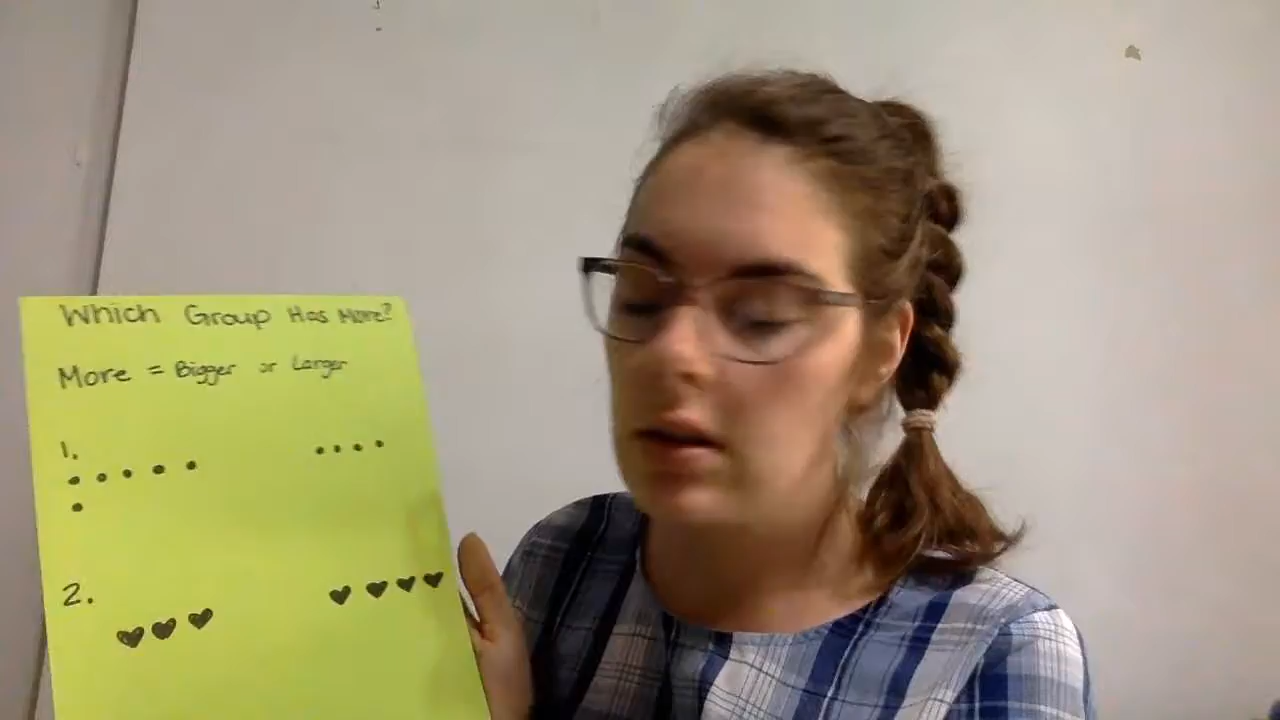 Which Group Has More?
More = Bigger or Larger
1.
2.